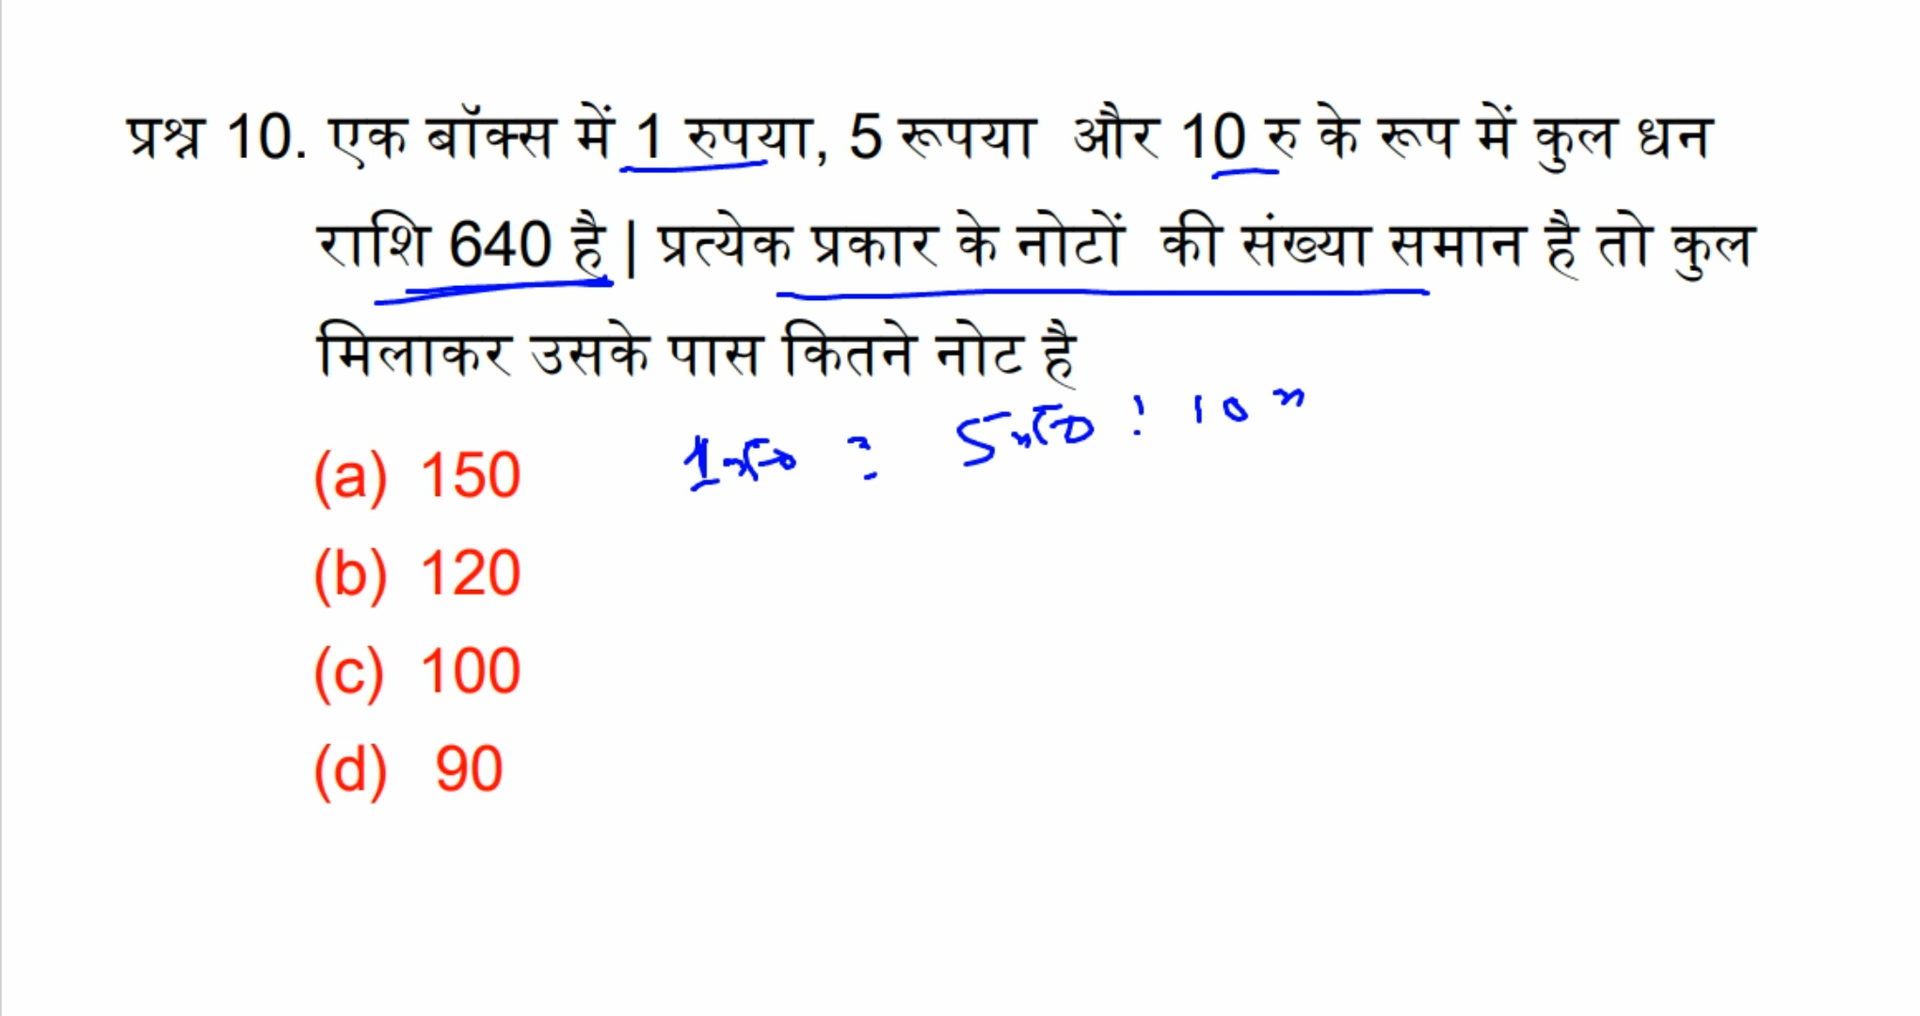 प्रश्न 10. एक बॉक्स में 1 रुपया, 5 रूपया और 10 रु के रूप में कुल धन
राशि 640 है | प्रत्येक प्रकार के नोटों की संख्या समान है तो कुल
मिलाकर उसके पास कितने नोट है
(a) 150
(b) 120
(c) 100
(d) 90